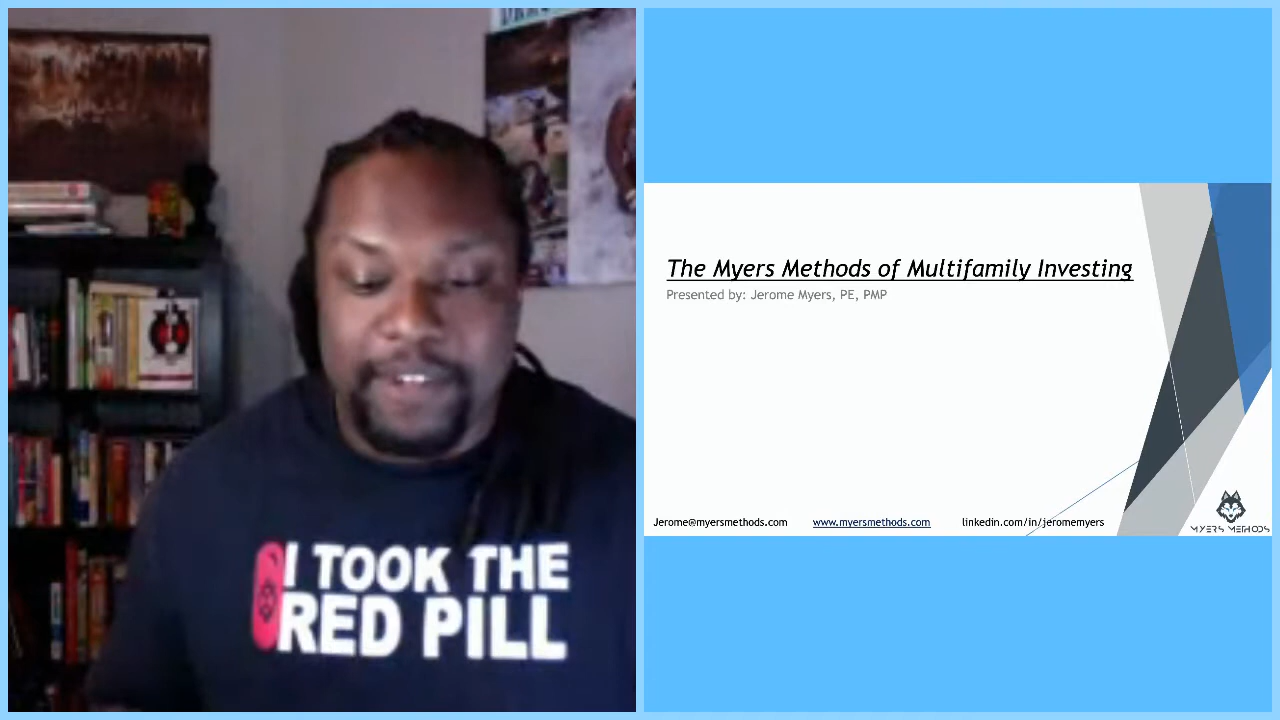 I TOOK THE
RED PILL
The Myers Methods of Multifamily Investing
Presented by: Jerome Myers, PE, PMP
Jerome@myersmethods.com www.myersmethods.com linkedin.com/in/jeromemyers
MYERS METHODS